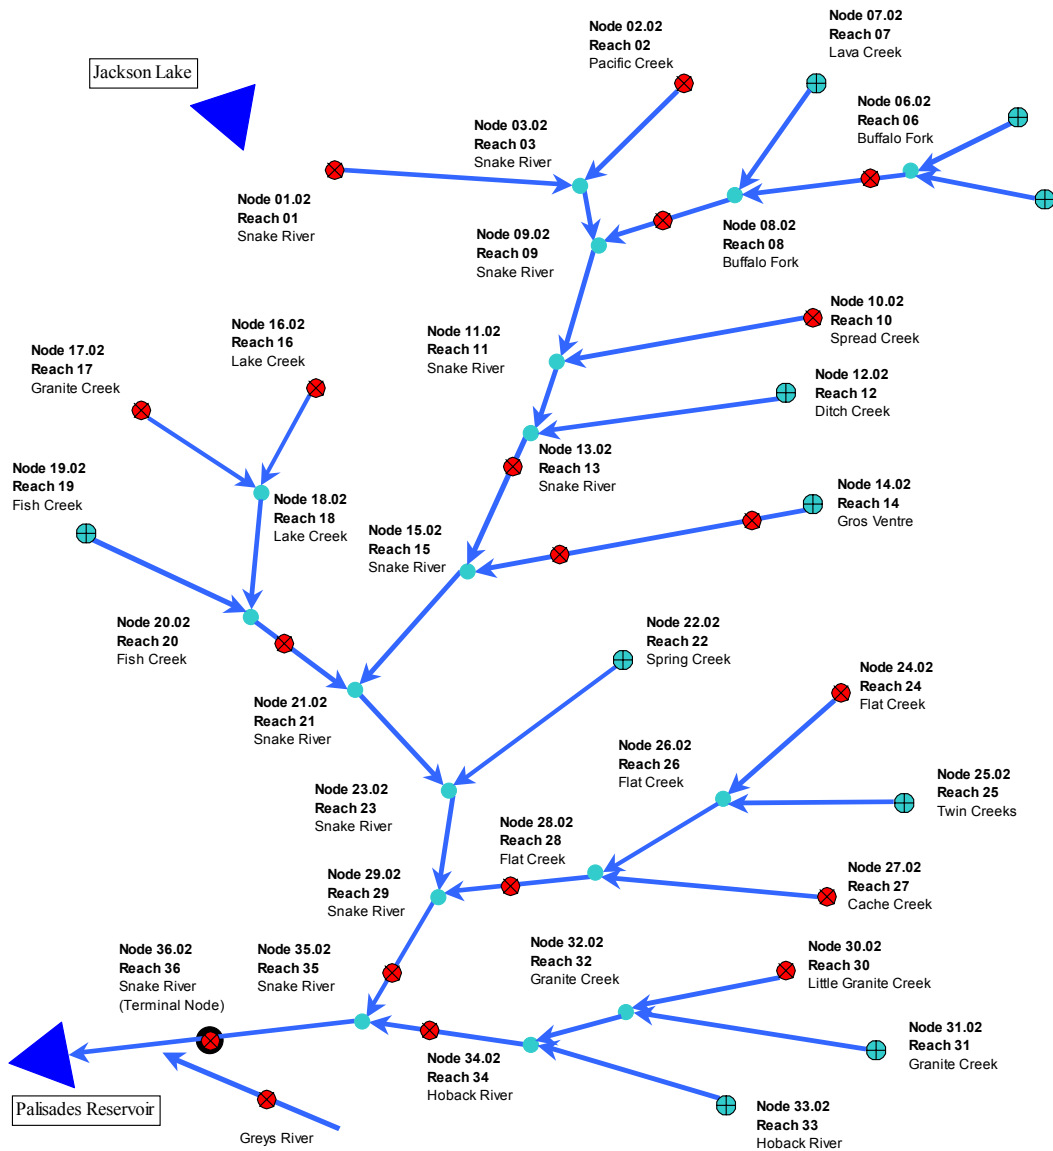 Node 07.02
Reach 07
Lava Creek
Node 02.02
Reach 02
Pacific Creek
Jackson Lake
Node 06.02
Reach 06
Buffalo Fork
Node 03.02
Reach 03
Snake River
Node 01.02
Reach 01
Snake River
Node 09.02
Reach 09
Snake River
Node 08.02
Reach 08
Buffalo Fork
Node 10.02
Reach 10
Spread Creek
Node 16.02
Reach 16
Lake Creek
Node 11.02
Reach 11
Snake River
Node 17.02
Reach 17
Granite Creek
Node 12.02
Reach 12
Ditch Creek
Node 13.02
Reach 13
Snake River
Node 19.02
Reach 19
Fish Creek
Node 18.02
Reach 18
Lake Creek
Node 14.02
Reach 14
Gros Ventre
Node 15.02
Reach 15
Snake River
Node 20.02
Reach 20
Fish Creek
Node 22.02
Reach 22
Spring Creek
Node 24.02
Reach 24
Flat Creek
Node 21.02
Reach 21
Snake River
Node 26.02
Reach 26
Flat Creek
Node 25.02
Reach 25
Twin Creeks
Node 23.02
Reach 23
Snake River
Node 28.02
Reach 28
Flat Creek
Node 27.02
Reach 27
Cache Creek
Node 29.02
Reach 29
Snake River
Node 32.02
Reach 32
Granite Creek
Node 30.02
Reach 30
Little Granite Creek
Node 36.02
Reach 36
Snake River
(Terminal Node)
Node 35.02
Reach 35
Snake River
Node 31.02
Reach 31
Granite Creek
Node 34.02
Reach 34
Hoback River
Palisades Reservoir
Node 33.02
Reach 33
Hoback River
Greys River